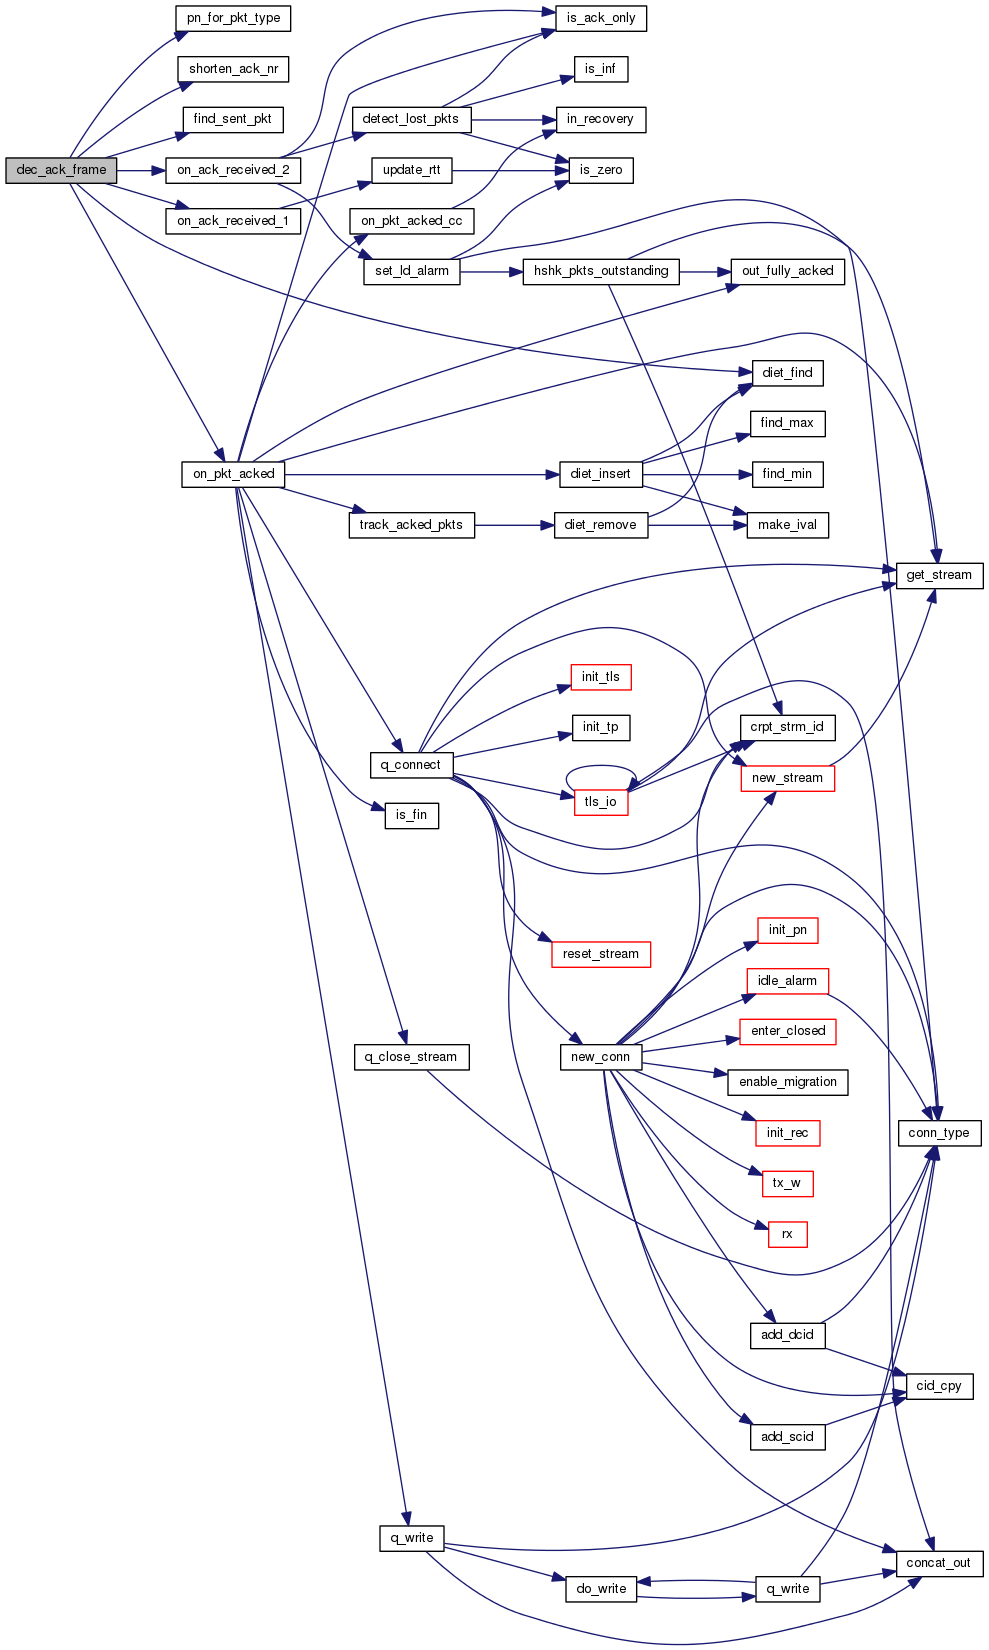 pn_for_pkt_type
is_ack_only
shorten_ack_nr
is_inf
find_sent_pkt
detect_lost_pkts
in_recovery
dec_ack_frame
on_ack_received_2
update_rtt
is_zero
on_ack_received_1
on_pkt_acked_cc
set_ld_alarm
hshk_pkts_outstanding
out_fully_acked
diet_find
find_max
on_pkt_acked
diet_insert
find_min
track_acked_pkts
diet_remove
make_ival
get_stream
init_tls
init_tp
crpt_strm_id
q_connect
new_stream
tls_io
is_fin
init_pn
reset_stream
idle_alarm
enter_closed
q_close_stream
new_conn
enable_migration
init_rec
conn_type
tx_w
rx
add_dcid
cid_cpy
add_scid
q_write
concat_out
do_write
q_write